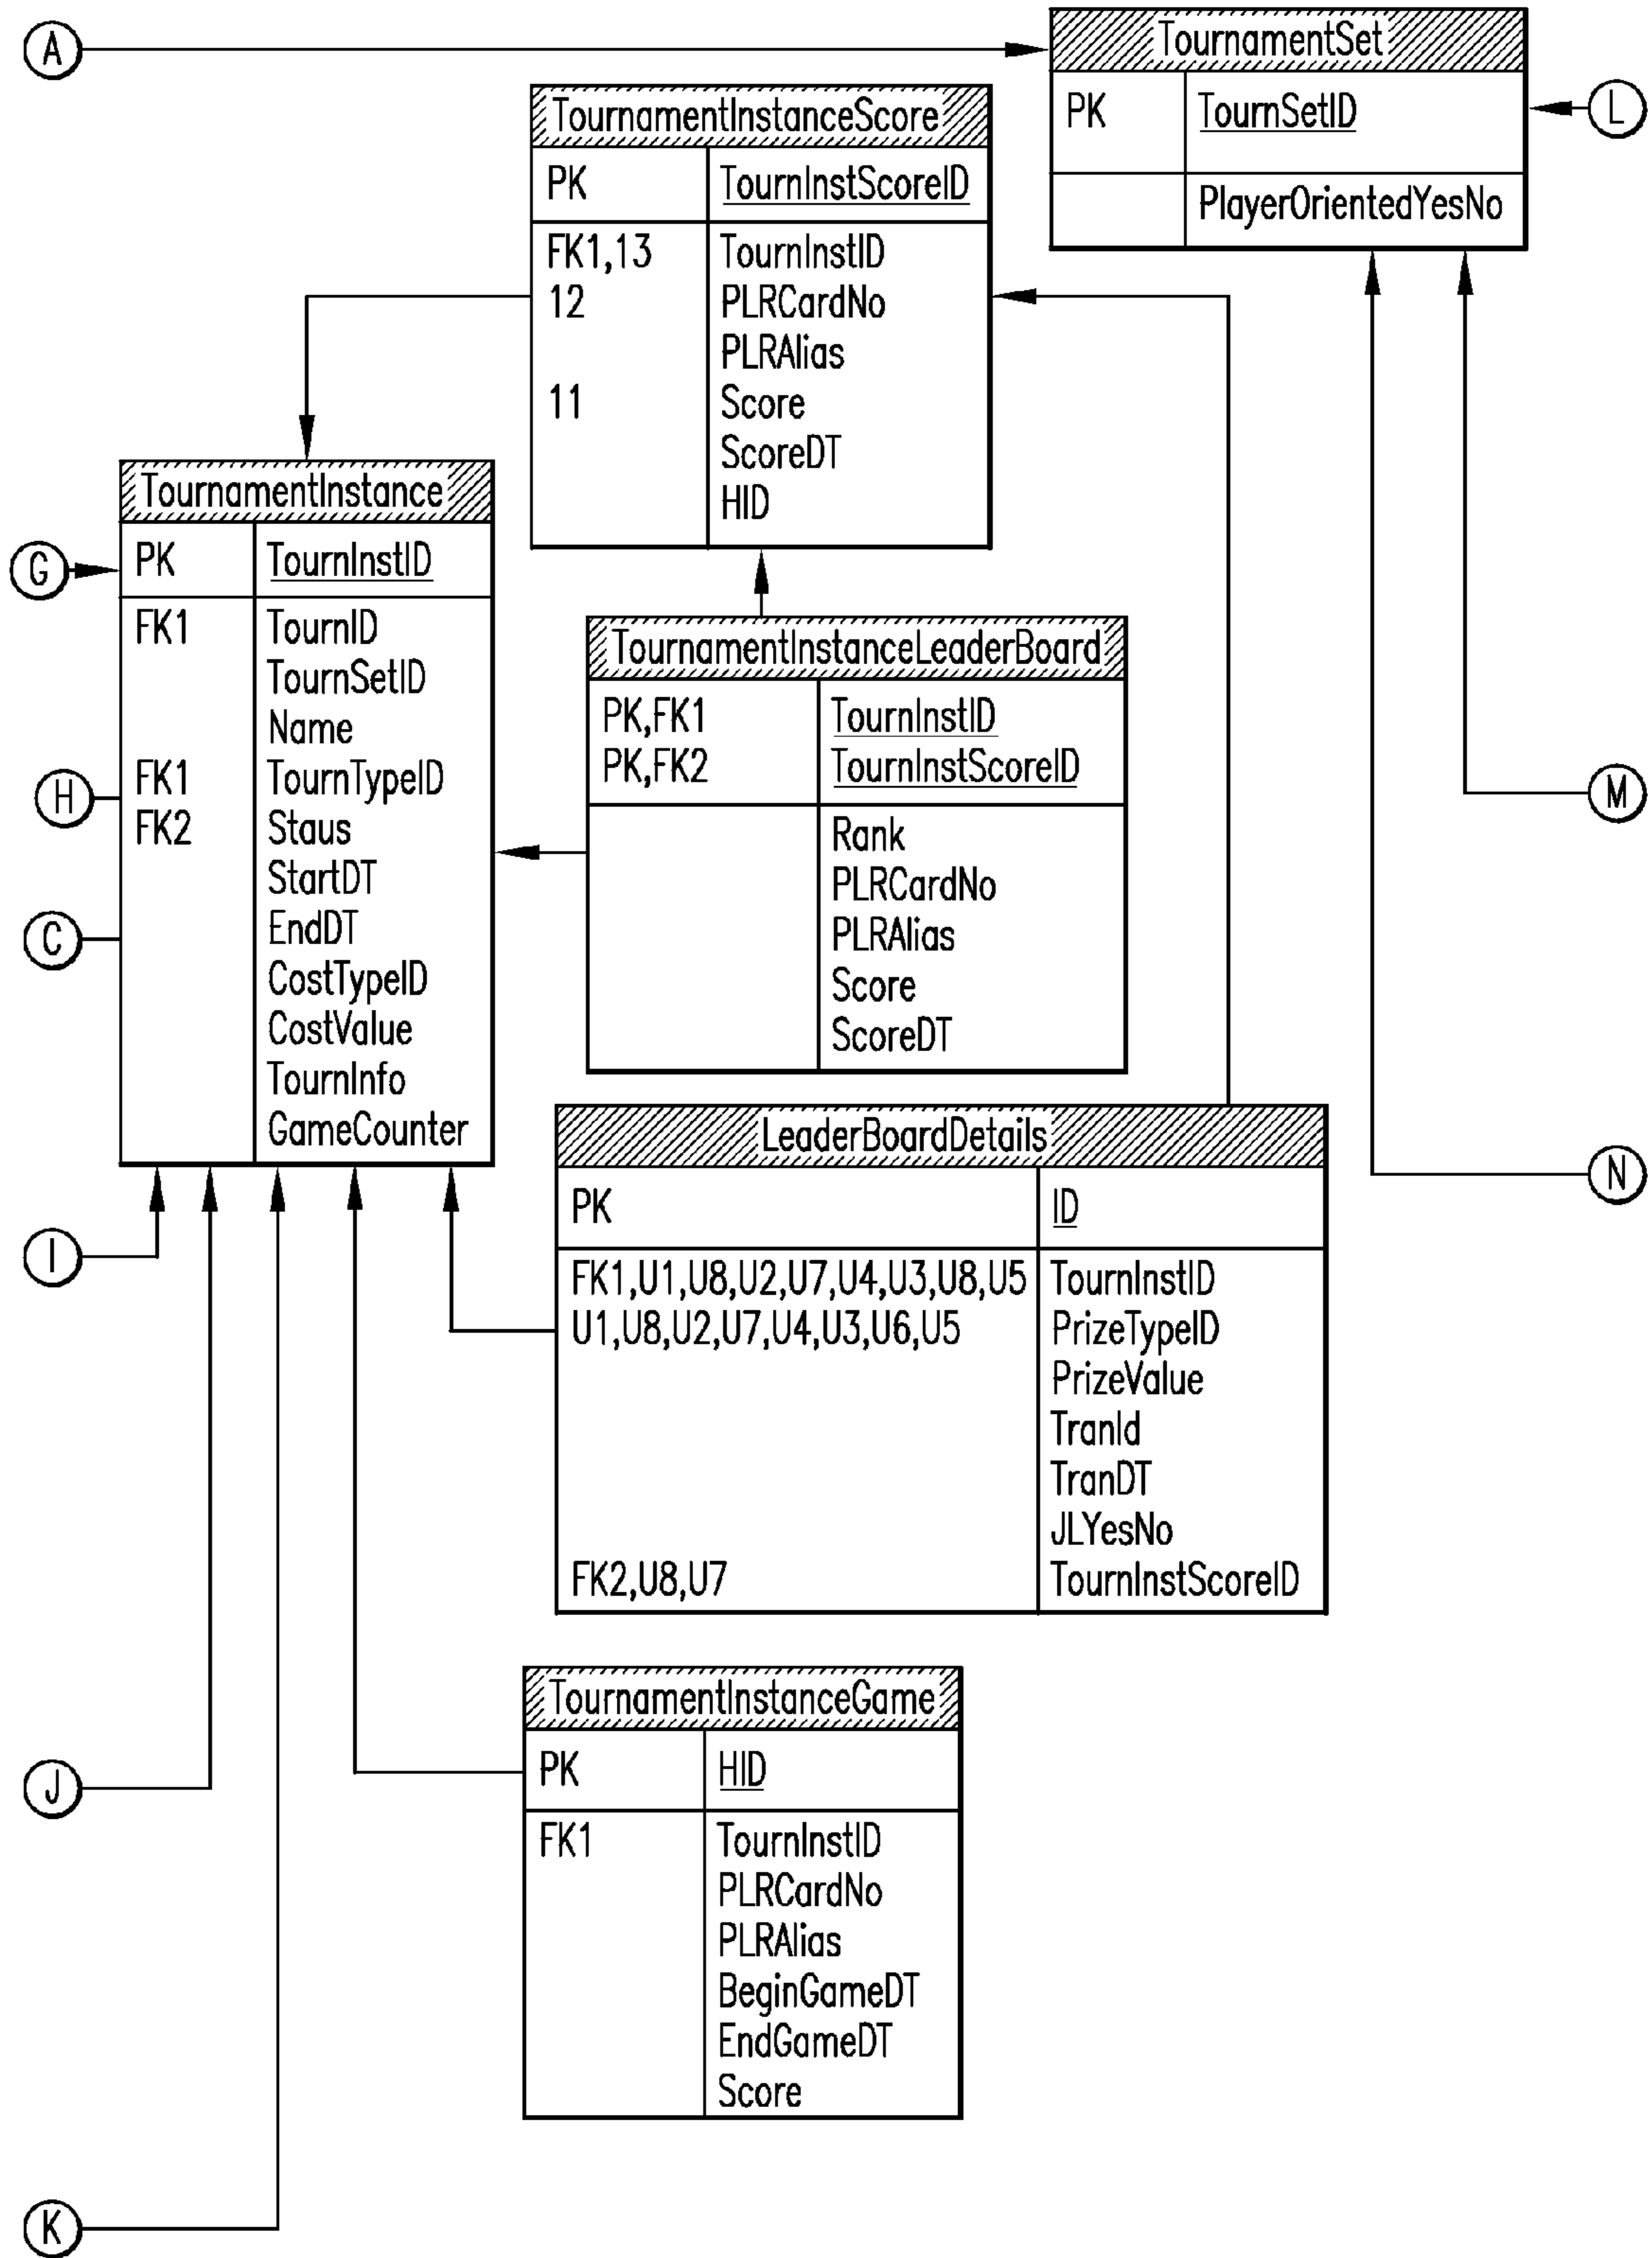 A
TournamentSet
PK TournSetID
L
PlayerOrientedYesNo
TournamentInstanceScore
PK TournInstScoreID
FK1,13 TournInstID
12 PLRCardNo
PLRAlias
11 Score
ScoreDT
HID
TournamentInstance
G
PK TournInstID
FK1 TournID
TournSetID
Name
FK1 TournTypeID
H
FK2 Staus
StartDT
EndDT
C
CostTypeID
CostValue
TournInfo
GameCounter
TournamentInstanceLeaderBoard
PK,FK1 TournInstID
PK,FK2 TournInstScoreID
Rank
PLRCardNo
PLRAlias
Score
ScoreDT
M
N
LeaderBoardDetails
PK ID
FK1,U1,U8,U2,U7,U4,U3,U8,U5 TournInstID
U1,U8,U2,U7,U4,U3,U6,U5 PrizeTypeID
PrizeValue
TranId
TranDT
JLYesNo
FK2,U8,U7 TournInstScoreID
I
TournamentInstanceGame
PK HID
J
FK1 TournInstID
PLRCardNo
PLRAlias
BeginGameDT
EndGameDT
Score
K